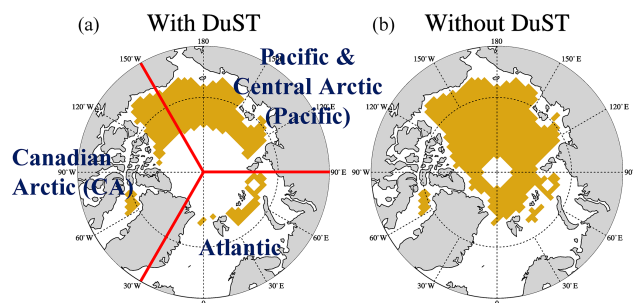 (a) With DuST
(b) Without DuST
180
150°W
Pacific &
Central Arctic
(Pacific)
120°E
Canadian
Arctic (CA)
90°W
90°E
60°W
60°E
Atlantic
30°W
0
30°E
180
150°W
150°E
120°W
120°E
90°W
90°E
60°W
60°E
30°W
0
30°E